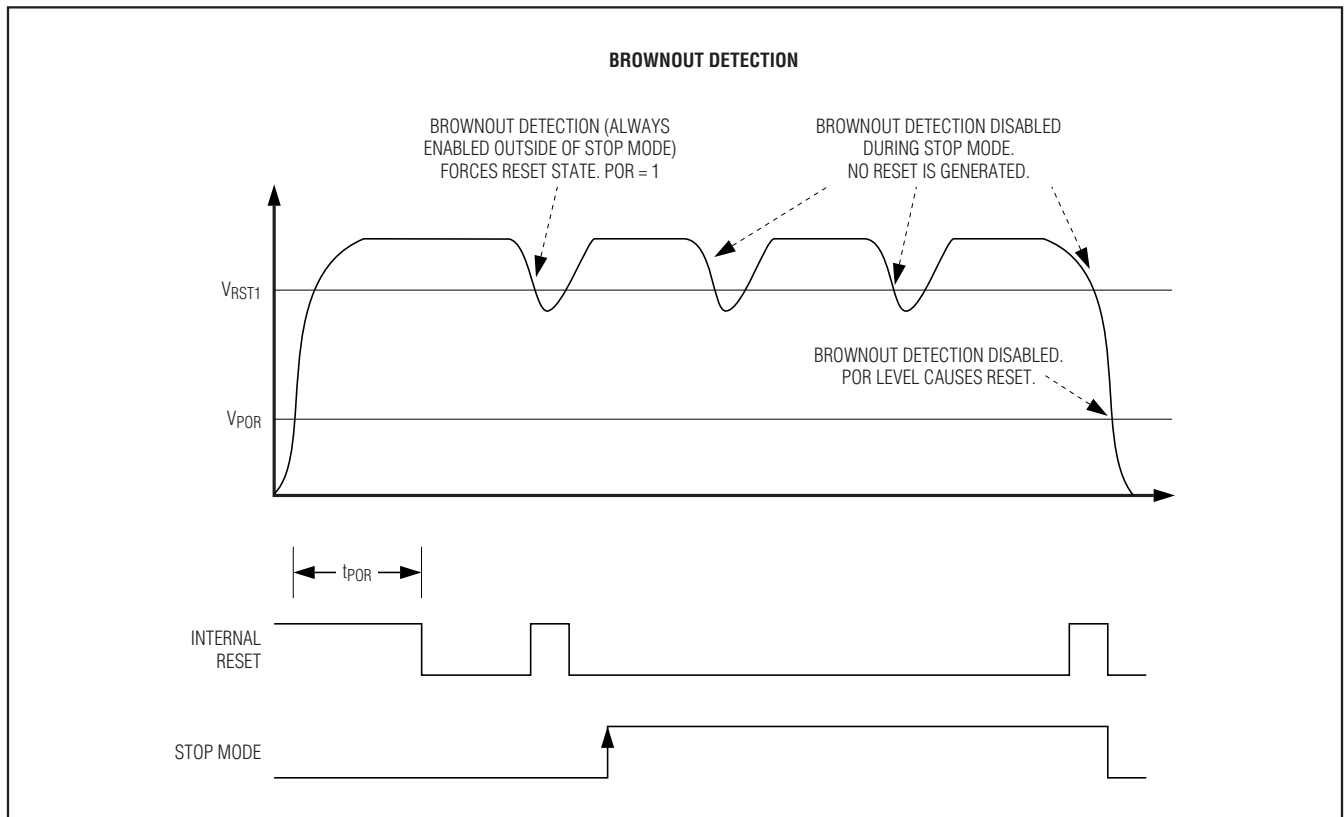 BROWNOUT DETECTION
BROWNOUT DETECTION (ALWAYS
ENABLED OUTSIDE OF STOP MODE)
FORCES RESET STATE. POR = 1
BROWNOUT DETECTION DISABLED
DURING STOP MODE.
NO RESET IS GENERATED.
VRST1
BROWNOUT DETECTION DISABLED.
POR LEVEL CAUSES RESET.
VPOR
tPOR
INTERNAL
RESET
STOP MODE